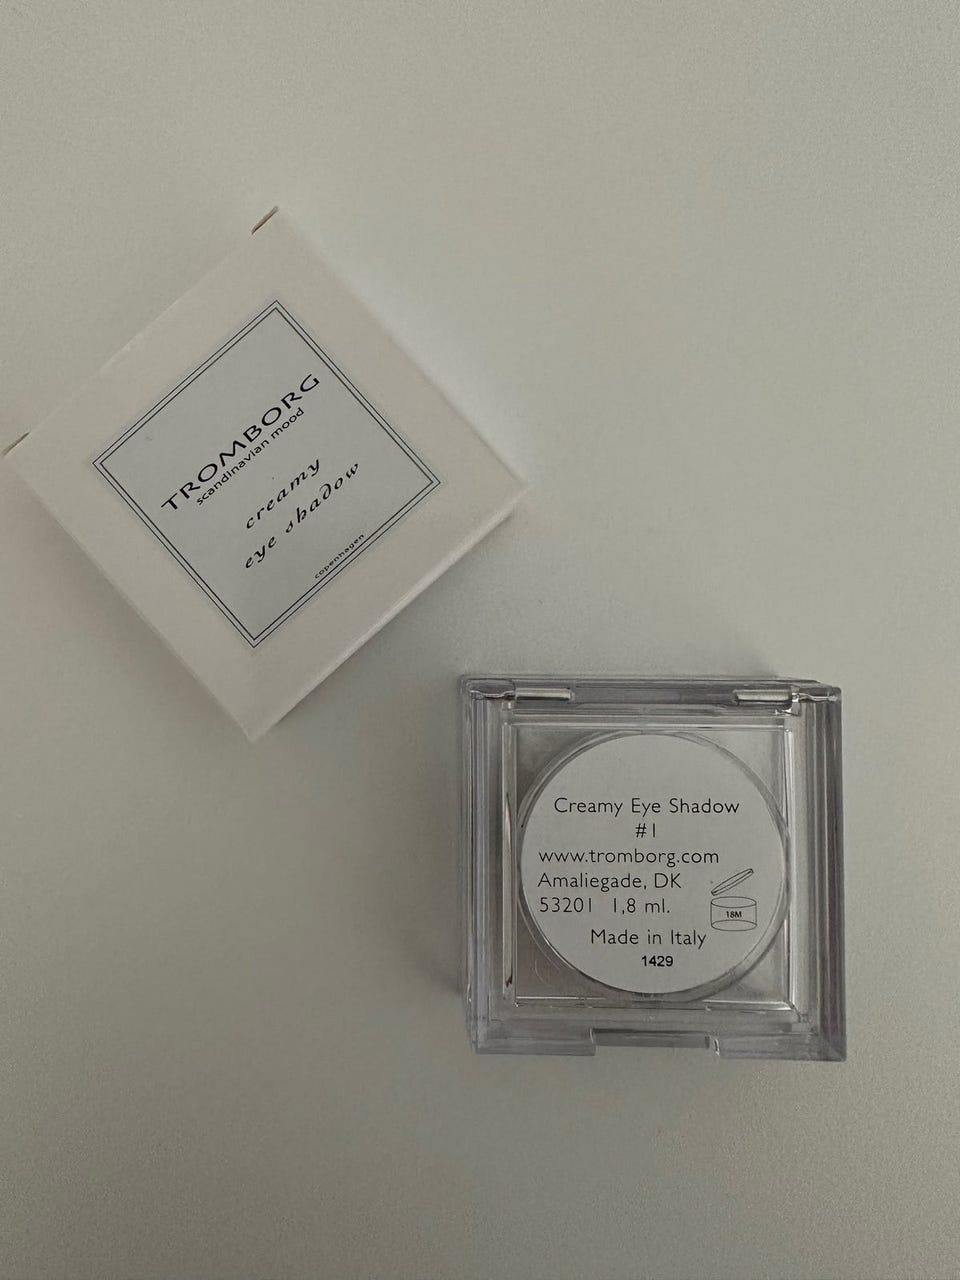 TROMBORG
scandinavian mood
creamy
eye shadow
copenhagen
Creamy Eye Shadow
#1
www.tromborg.com
Amaliegade, DK
53201 1,8 ml.
18M
Made in Italy
1429